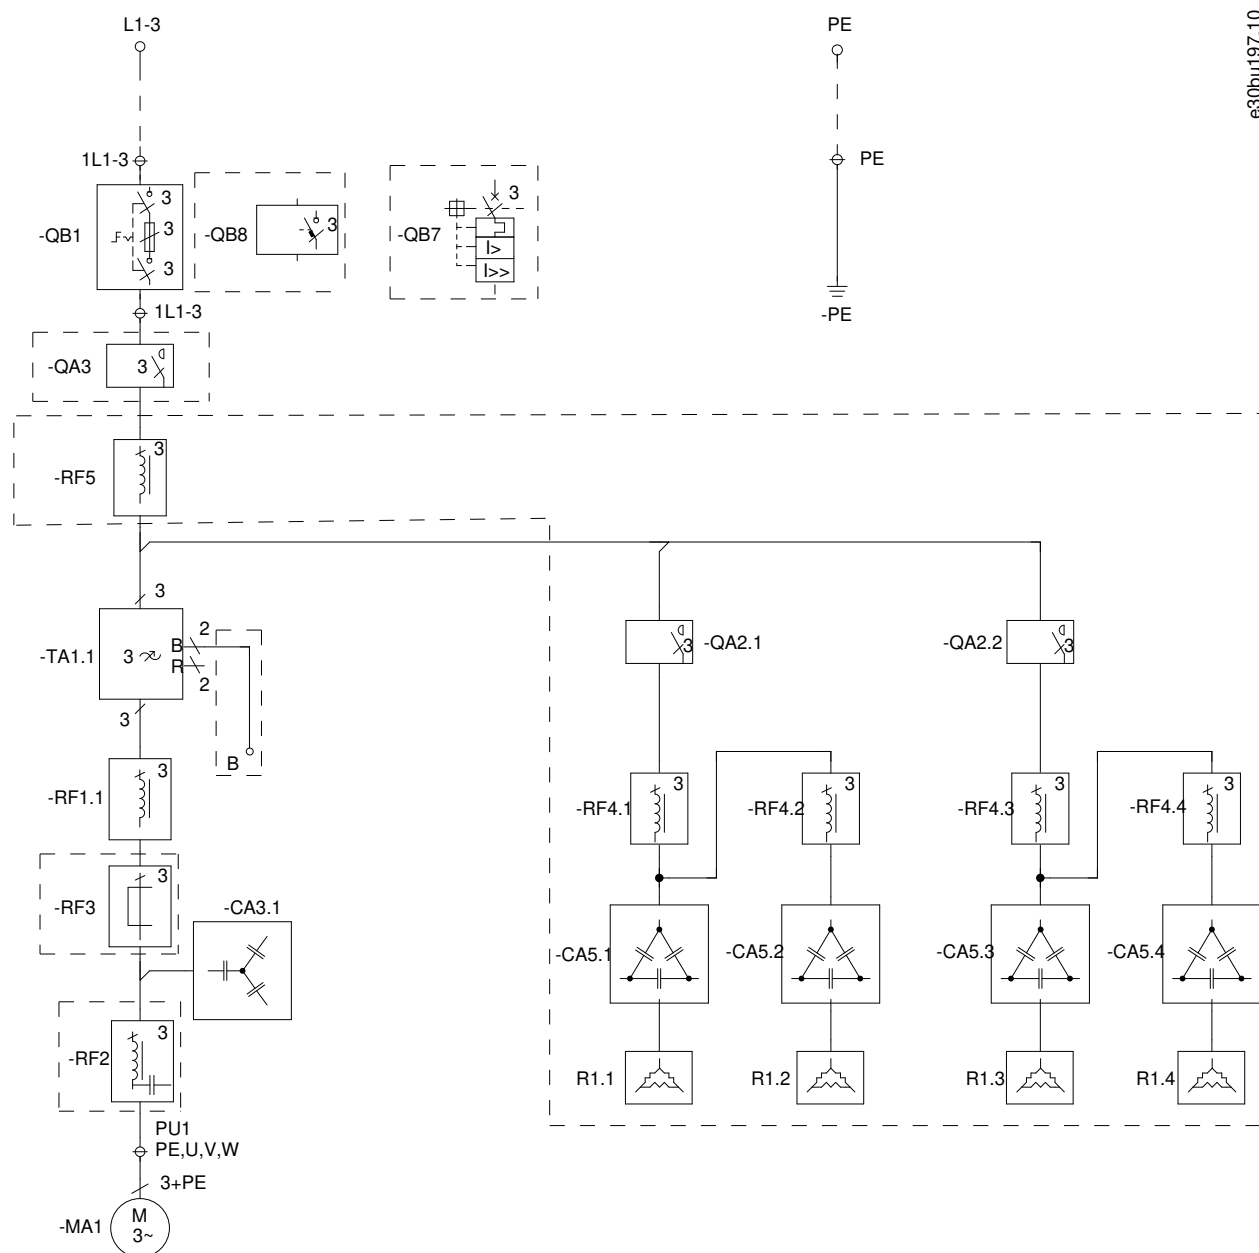 L1-3
PE
e30bu197.10
1L1-3
PE
3
-QB1
3
3
-QB8
3
-QB7
3
I>
I>>
1L1-3
-PE
-QA3
3
-RF5
3
3
-TA1.1
3
B
R
2
2
3
B
-QA2.1
3
-QA2.2
3
-RF1.1
3
-RF4.1
3
-RF4.2
3
-RF4.3
3
-RF4.4
3
-RF3
3
-CA3.1
-CA5.1
-CA5.2
-CA5.3
-CA5.4
-RF2
3
R1.1
R1.2
R1.3
R1.4
PU1
PE,U,V,W
3+PE
-MA1
M
3~